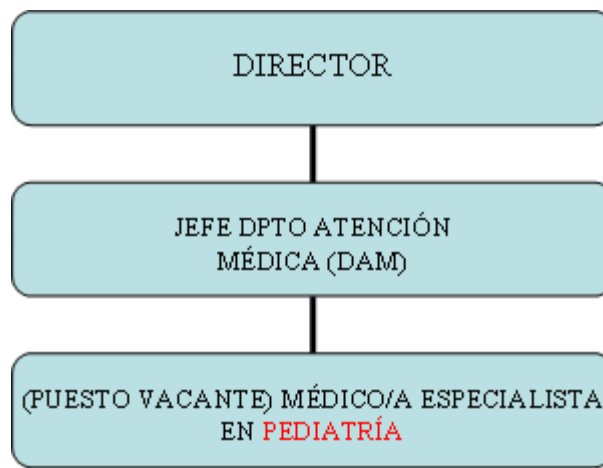 DIRECTOR
JEFE DPTO ATENCIÓN
MÉDICA (DAM)
(PUESTO VACANTE) MÉDICO/A ESPECIALISTA
EN PEDIATRÍA